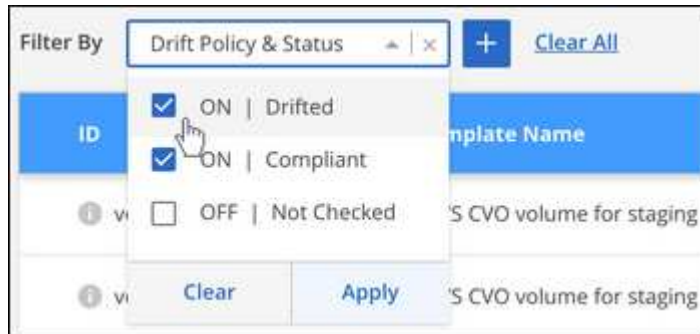 Filter By Drift Policy & Status × + Clear All
ID Template Name
ON | Drifted
ON | Compliant
OFF | Not Checked
'S CVO volume for staging
Clear Apply
'S CVO volume for staging